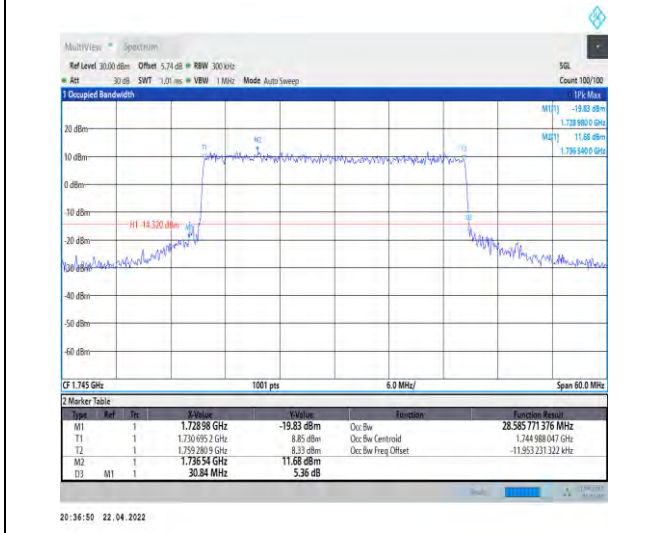 MultiView Spectrum
Ref Level 30.00 dBm Offset 5.74 dB RBW 300 kHz SGL
Att 30 dB SWT 1.01 ms VBW 1 MHz Mode Auto Sweep Count 100/100
1 Occupied Bandwidth 1Pk Max
M1[1] -19.83 dBm
1.728 980 0 GHz
M2[1] 11.68 dBm
1.736 540 0 GHz
20 dBm
M2
T1
T2
10 dBm
0 dBm
-10 dBm
H1 -14.320 dBm
M1
D3
-20 dBm
-30 dBm
-40 dBm
-50 dBm
-60 dBm
CF 1.745 GHz 1001 pts 6.0 MHz/ Span 60.0 MHz
2 Marker Table
Type Ref Trc X-Value Y-Value Function Function Result
M1 1 1.728 98 GHz -19.83 dBm Occ Bw 28.585 771 376 MHz
T1 1 1.730 695 2 GHz 8.85 dBm Occ Bw Centroid 1.744 988 047 GHz
T2 1 1.759 280 9 GHz 8.33 dBm Occ Bw Freq Offset -11.953 231 322 kHz
M2 1 1.736 54 GHz 11.68 dBm
D3 M1 1 30.84 MHz 5.36 dB
20:36:50 22.04.2022